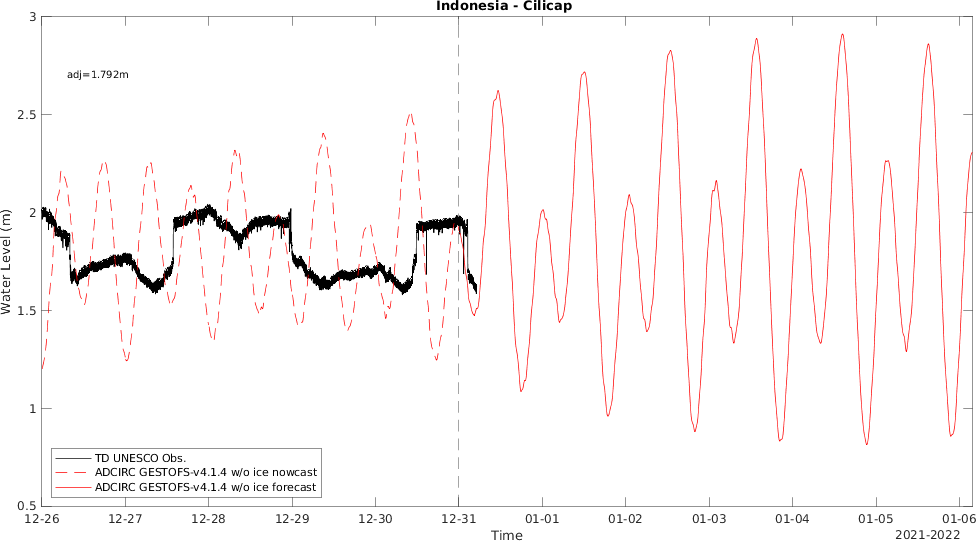 Indonesia - Cilicap
3
2.5
2
1.5
1
0.5
Water Level (m)
adj=1.792m
TD UNESCO Obs.
ADCIRC GESTOFS-v4.1.4 w/o ice nowcast
ADCIRC GESTOFS-v4.1.4 w/o ice forecast
12-26 12-27 12-28 12-29 12-30 12-31 01-01 01-02 01-03 01-04 01-05 01-06
Time
2021-2022